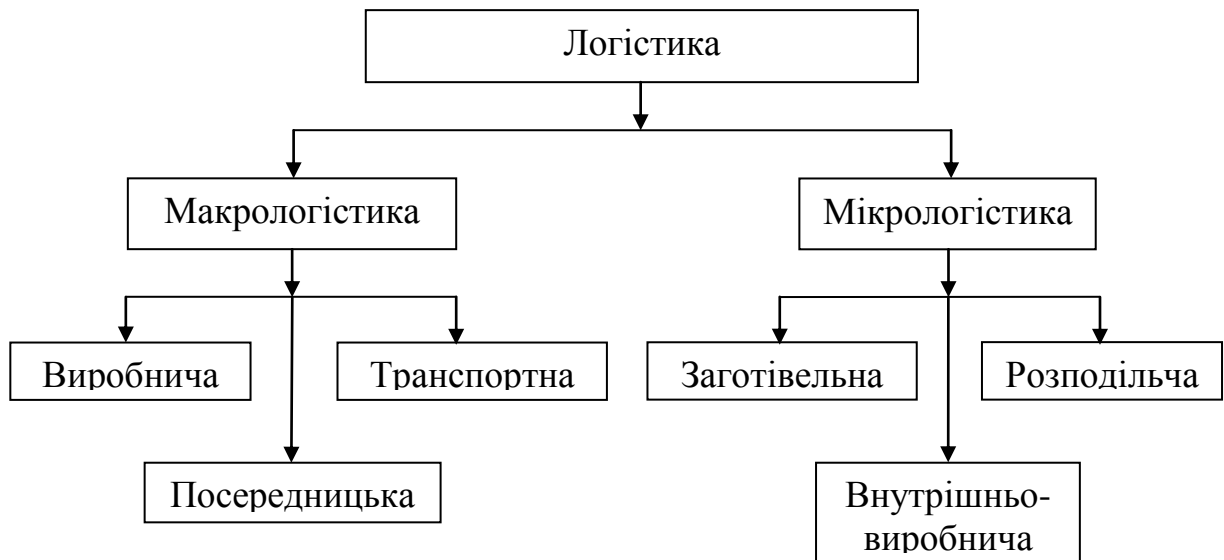 Логістика
Макрологістика
Мікрологістика
Виробнича
Транспортна
Заготівельна
Розподільча
Посередницька
Внутрішньо-
виробнича